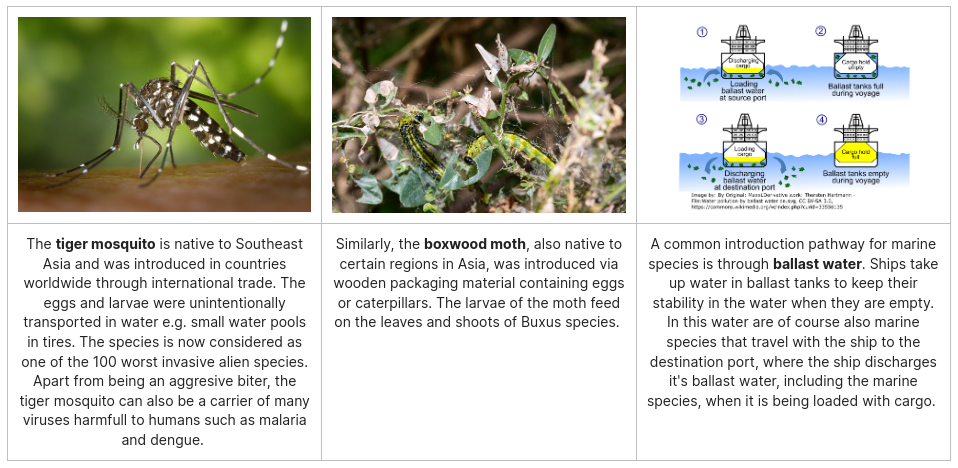 ①
②
Discharging
cargo
Cargo hold
empty
Loading
ballast water
at source port
Ballast tanks full
during voyage
③
④
Loading
cargo
Cargo hold
full
Discharging
ballast water
at destination port
Ballast tanks empty
during voyage
Image by: By Original: MaxxLDerivative work: Thorsten Hartmann -
File:Water pollution by ballast water de.svg, CC BY-SA 3.0,
https://commons.wikimedia.org/w/index.php?curid=33556135
The tiger mosquito is native to Southeast
Asia and was introduced in countries
worldwide through international trade. The
eggs and larvae were unintentionally
transported in water e.g. small water pools
in tires. The species is now considered as
one of the 100 worst invasive alien species.
Apart from being an aggresive biter, the
tiger mosquito can also be a carrier of many
viruses harmfull to humans such as malaria
and dengue.
Similarly, the boxwood moth, also native to
certain regions in Asia, was introduced via
wooden packaging material containing eggs
or caterpillars. The larvae of the moth feed
on the leaves and shoots of Buxus species.
A common introduction pathway for marine
species is through ballast water. Ships take
up water in ballast tanks to keep their
stability in the water when they are empty.
In this water are of course also marine
species that travel with the ship to the
destination port, where the ship discharges
it's ballast water, including the marine
species, when it is being loaded with cargo.